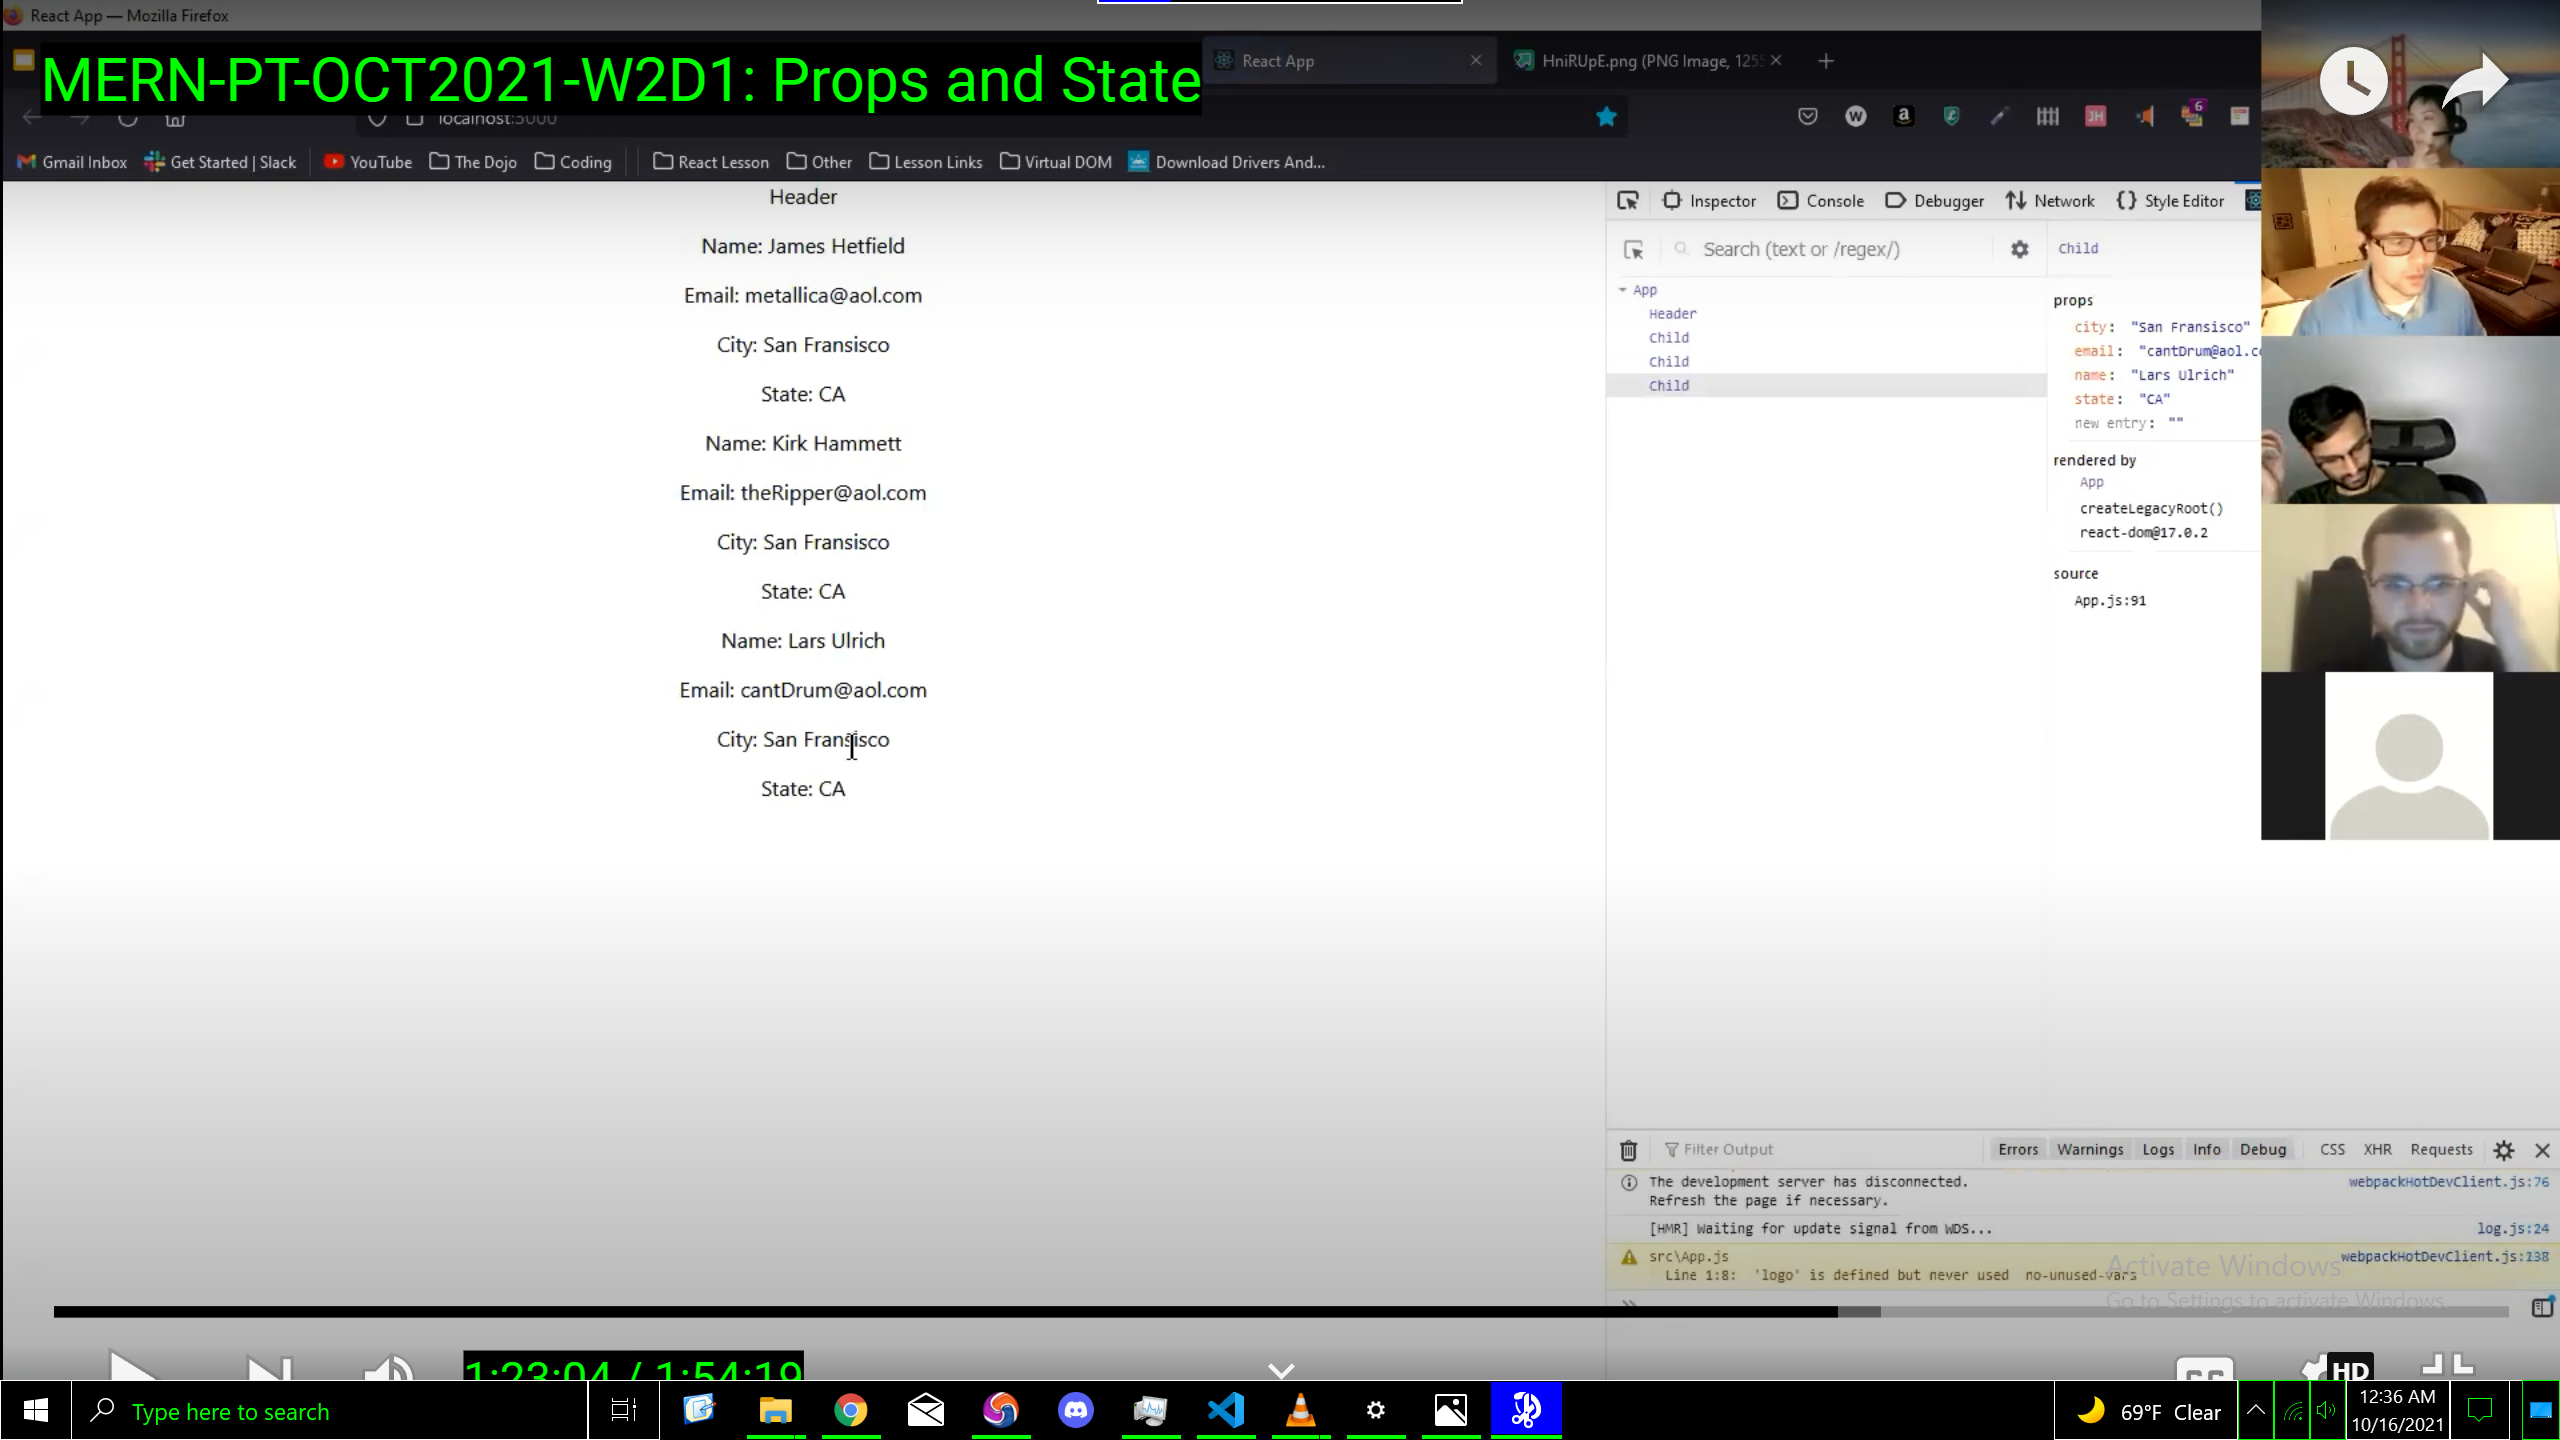 React App — Mozilla Firefox
MERN-PT-OCT2021-W2D1: Props and State
React App
HniRUpE.png (PNG Image, 125
localhost:3000
W
a
JH
6
Gmail Inbox
Get Started | Slack
YouTube
The Dojo
Coding
React Lesson
Other
Lesson Links
Virtual DOM
Download Drivers And...
Header
Name: James Hetfield
Email: metallica@aol.com
City: San Fransisco
State: CA
Name: Kirk Hammett
Email: theRipper@aol.com
City: San Fransisco
State: CA
Name: Lars Ulrich
Email: cantDrum@aol.com
City: San Fransisco
State: CA
Inspector
Console
Debugger
Network
Style Editor
Search (text or /regex/)
App
Header
Child
Child
Child
Child
props
city: "San Fransisco"
email: "cantDrum@aol.co
name: "Lars Ulrich"
state: "CA"
new entry: ""
rendered by
App
createLegacyRoot()
react-dom@17.0.2
source
App.js:91
Filter Output
Errors
Warnings
Logs
Info
Debug
CSS
XHR
Requests
The development server has disconnected.
Refresh the page if necessary.
webpackHotDevClient.js:76
[HMR] Waiting for update signal from WDS...
log.js:24
src\App.js
webpackHotDevClient.js:138
Line 1:8: 'logo' is defined but never used no-unused-vars
Activate Windows
Go to Settings to activate Windows.
1:23:04 / 1:54:19
CC
HD
Type here to search
69°F Clear
12:36 AM
10/16/2021